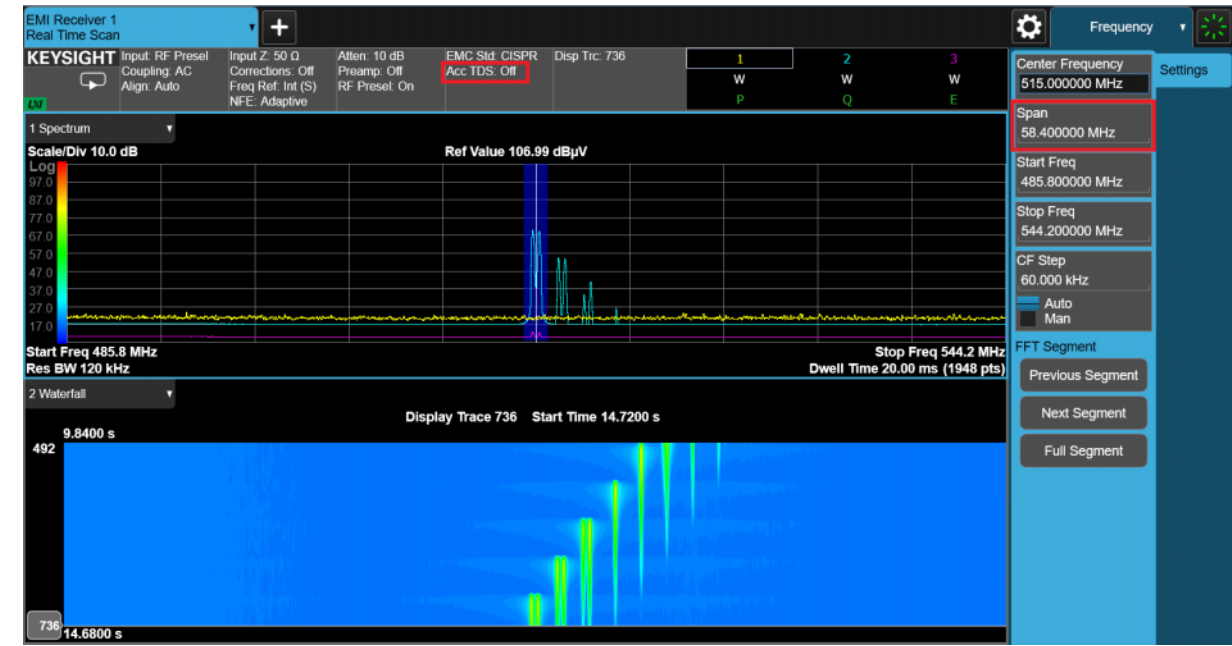 EMI Receiver 1
Real Time Scan
+
Frequency
KEYSIGHT
LXI
Input: RF Presel
Coupling: AC
Align: Auto
Input Z: 50 Ω
Corrections: Off
Freq Ref: Int (S)
NFE: Adaptive
Atten: 10 dB
Preamp: Off
RF Presel: On
EMC Std: CISPR
Acc TDS: Off
Disp Trc: 736
1 2 3
W W W
P Q E
1 Spectrum
Scale/Div 10.0 dB
Ref Value 106.99 dBµV
Log
97.0
87.0
77.0
67.0
57.0
47.0
37.0
27.0
17.0
Start Freq 485.8 MHz
Stop Freq 544.2 MHz
Res BW 120 kHz
Dwell Time 20.00 ms (1948 pts)
2 Waterfall
Display Trace 736 Start Time 14.7200 s
9.8400 s
492
736
14.6800 s
Center Frequency
515.000000 MHz
Span
58.400000 MHz
Start Freq
485.800000 MHz
Stop Freq
544.200000 MHz
CF Step
60.000 kHz
Auto
Man
FFT Segment
Previous Segment
Next Segment
Full Segment
Settings